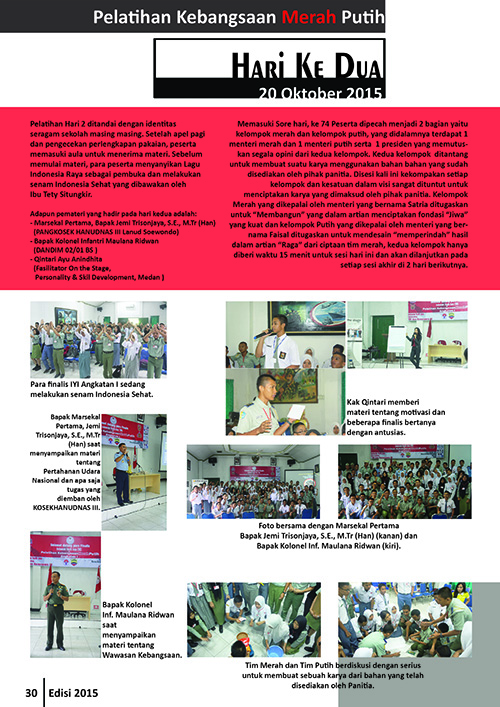 Pelatihan Kebangsaan Merah Putih
Hari Ke Dua
20 Oktober 2015
Pelatihan Hari 2 ditandai dengan identitas
seragam sekolah masing masing. Setelah apel pagi
dan pengecekan perlengkapan pakaian, peserta
memasuki aula untuk menerima materi. Sebelum
memulai materi, para peserta menyanyikan Lagu
Indonesia Raya sebagai pembuka dan melakukan
senam Indonesia Sehat yang dibawakan oleh
Ibu Tety Situngkir.
Adapun pemateri yang hadir pada hari kedua adalah:
- Marsekal Pertama, Bapak Jemi Trisonjaya, S.E., M.Tr (Han)
(PANGKOSEK HANUDNAS III Lanud Soewondo)
- Bapak Kolonel Infantri Maulana Ridwan
(DANDIM 02/01 BS )
- Qintari Ayu Anindhita
(Fasilitator On the Stage,
Personality & Skil Development, Medan )
Memasuki Sore hari, ke 74 Peserta dipecah menjadi 2 bagian yaitu
kelompok merah dan kelompok putih, yang didalamnya terdapat 1
menteri merah dan 1 menteri putih serta 1 presiden yang memutus-
kan segala opini dari kedua kelompok. Kedua kelompok ditantang
untuk membuat suatu karya menggunakan bahan bahan yang sudah
disediakan oleh pihak panitia. Disesi kali ini kekompakan setiap
kelompok dan kesatuan dalam visi sangat dituntut untuk
menciptakan karya yang dimaksud oleh pihak panitia. Kelompok
Merah yang dikepalai oleh menteri yang bernama Satria ditugaskan
untuk "Membangun" yang dalam artian menciptakan fondasi "Jiwa"
yang kuat dan kelompok Putih yang dikepalai oleh menteri yang ber-
nama Faisal ditugaskan untuk mendesain "memperindah" hasil
dalam artian "Raga" dari ciptaan tim merah, kedua kelompok hanya
diberi waktu 15 menit untuk sesi hari ini dan akan dilanjutkan pada
setiap sesi akhir di 2 hari berikutnya.
Para finalis IYI Angkatan I sedang
melakukan senam Indonesia Sehat.
Kak Qintari memberi
materi tentang motivasi dan
beberapa finalis bertanya
dengan antusias.
Bapak Marsekal
Pertama, Jemi
Trisonjaya, S.E., M.Tr
(Han) saat
menyampaikan materi
tentang
Pertahanan Udara
Nasional dan apa saja
tugas yang
diemban oleh
KOSEKHANUDNAS III.
Foto bersama dengan Marsekal Pertama
Bapak Jemi Trisonjaya, S.E., M.Tr (Han) (kanan) dan
Bapak Kolonel Inf. Maulana Ridwan (kiri).
Bapak Kolonel
Inf. Maulana Ridwan
saat
menyampaikan
materi tentang
Wawasan Kebangsaan.
Tim Merah dan Tim Putih berdiskusi dengan serius
untuk membuat sebuah karya dari bahan yang telah
disediakan oleh Panitia.
30 Edisi 2015